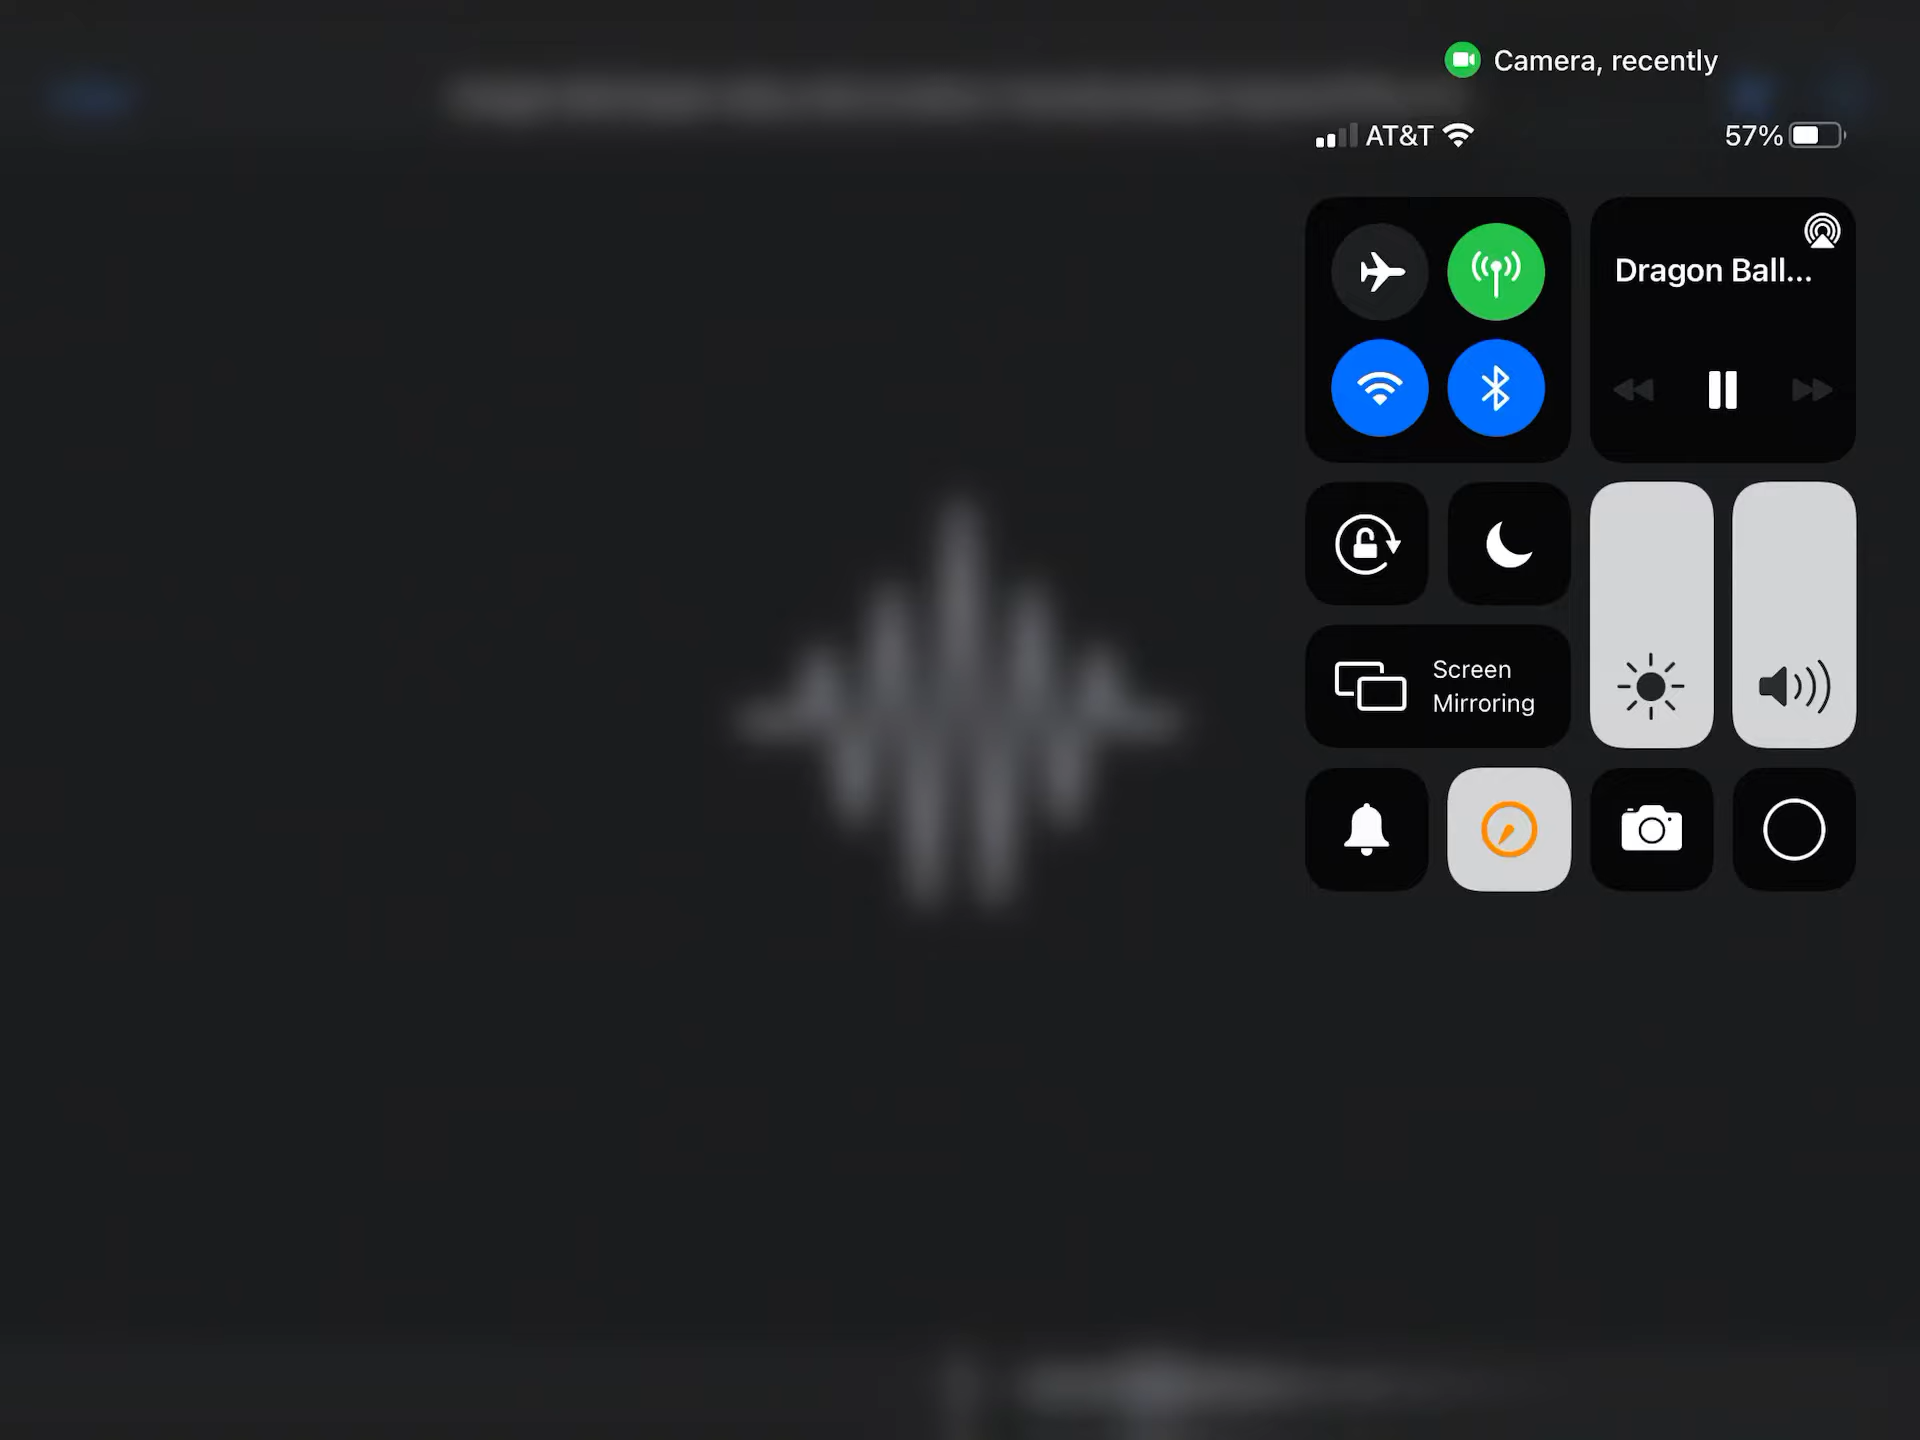 Camera, recently
AT&T
57%
Dragon Ball...
Screen
Mirroring